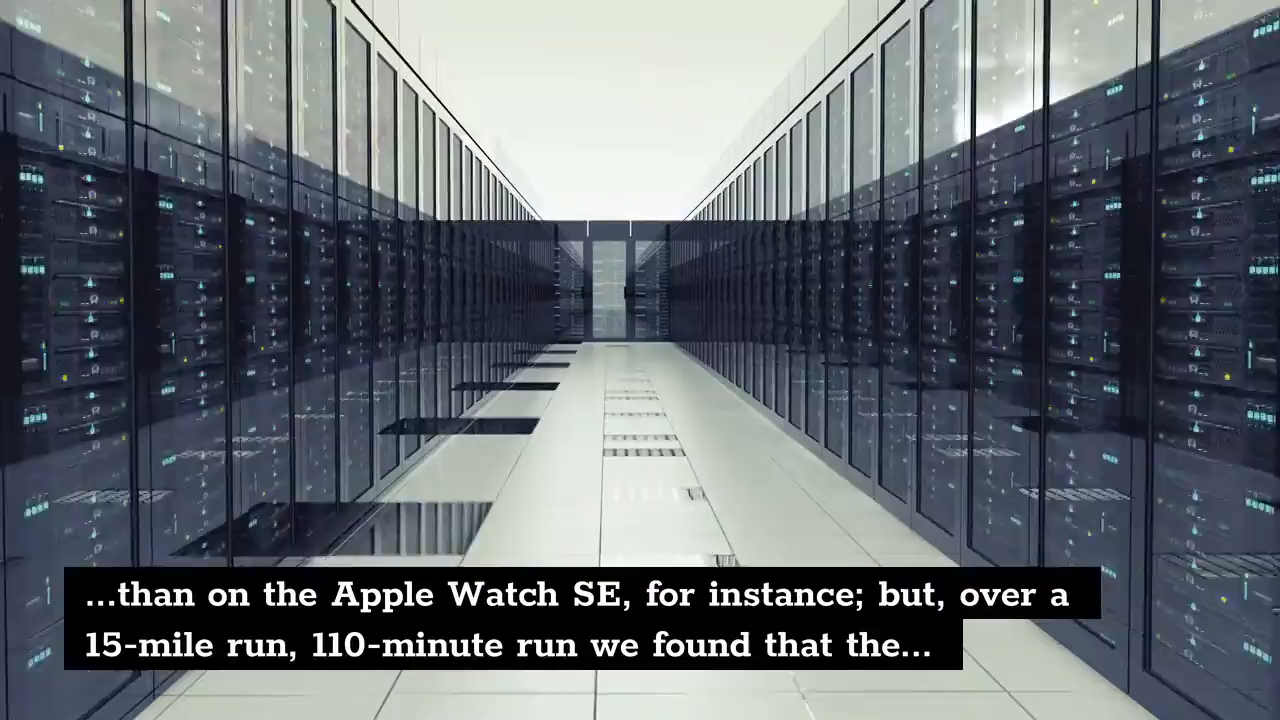 ...than on the Apple Watch SE, for instance; but, over a
15-mile run, 110-minute run we found that the...